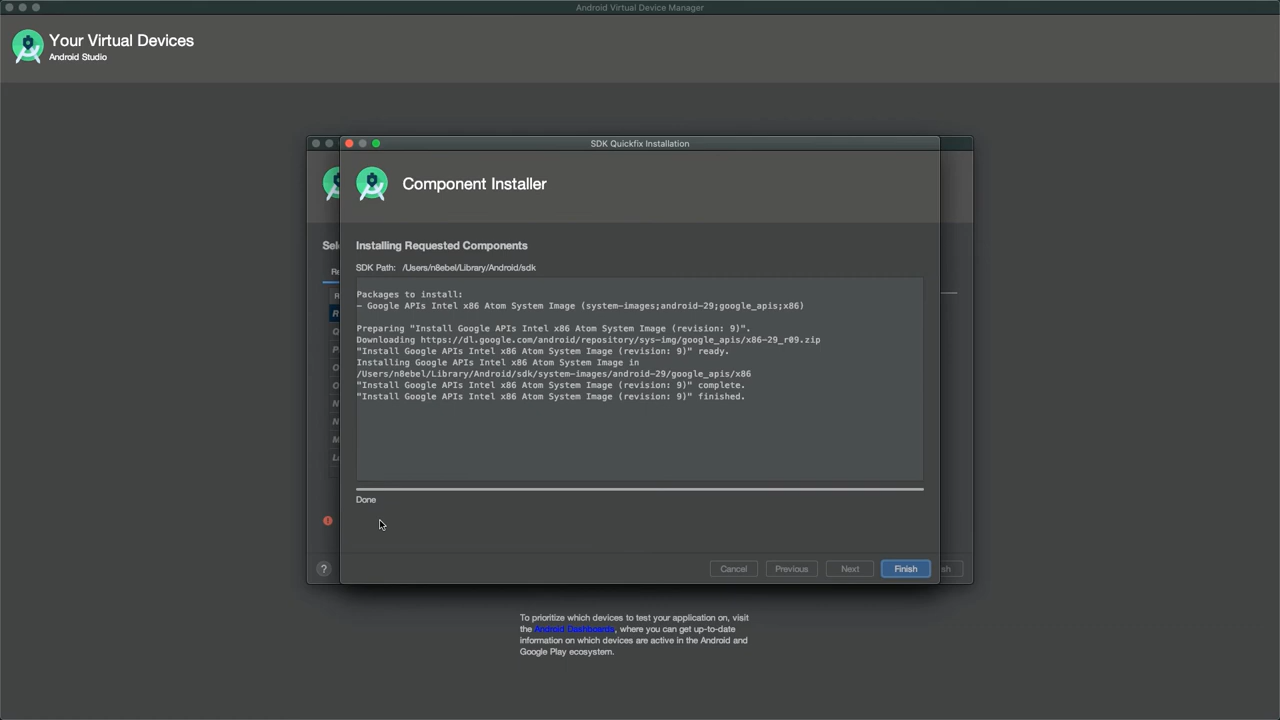 Android Virtual Device Manager
Your Virtual Devices
Android Studio
SDK Quickfix Installation
Component Installer
Installing Requested Components
SDK Path: /Users/n8ebel/Library/Android/sdk
Packages to install:
- Google APIs Intel x86 Atom System Image (system-images;android-29;google_apis;x86)
Preparing "Install Google APIs Intel x86 Atom System Image (revision: 9)".
Downloading https://dl.google.com/android/repository/sys-img/google_apis/x86-29_r09.zip
"Install Google APIs Intel x86 Atom System Image (revision: 9)" ready.
Installing Google APIs Intel x86 Atom System Image in
/Users/n8ebel/Library/Android/sdk/system-images/android-29/google_apis/x86
"Install Google APIs Intel x86 Atom System Image (revision: 9)" complete.
"Install Google APIs Intel x86 Atom System Image (revision: 9)" finished.
Done
? Cancel Previous Next Finish sh
To prioritize which devices to test your application on, visit
the Android Dashboards, where you can get up-to-date
information on which devices are active in the Android and
Google Play ecosystem.